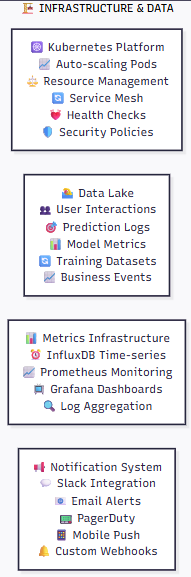 🏗️ INFRASTRUCTURE & DATA
☸️ Kubernetes Platform
📈 Auto-scaling Pods
⚖️ Resource Management
🔄 Service Mesh
💓 Health Checks
🛡️ Security Policies
🏊 Data Lake
👥 User Interactions
🎯 Prediction Logs
📊 Model Metrics
🔄 Training Datasets
📈 Business Events
📊 Metrics Infrastructure
⏰ InfluxDB Time-series
📈 Prometheus Monitoring
📺 Grafana Dashboards
🔍 Log Aggregation
📢 Notification System
💬 Slack Integration
📧 Email Alerts
📟 PagerDuty
📱 Mobile Push
🔔 Custom Webhooks